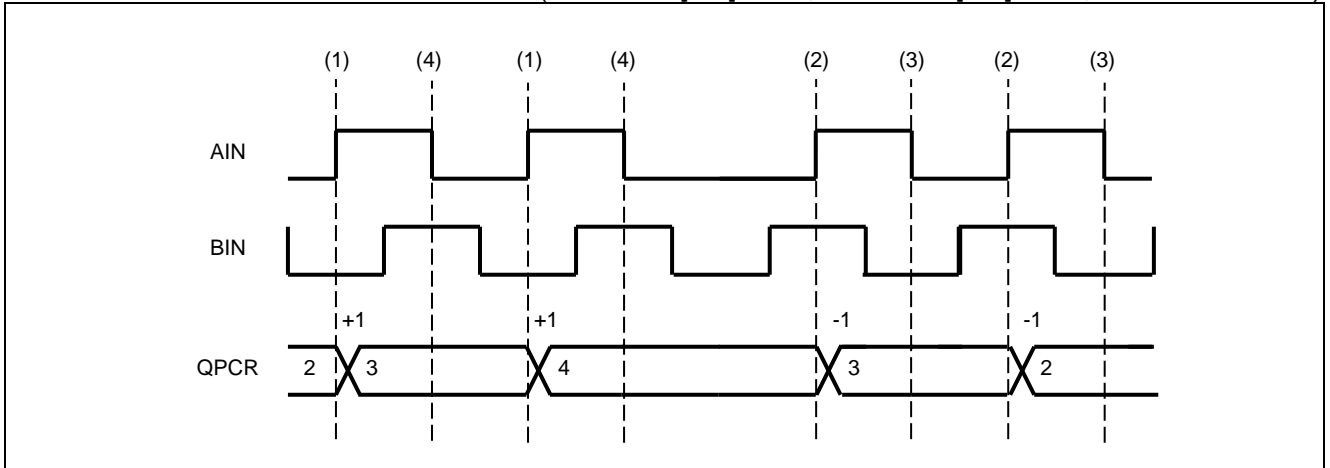 (1) (4) (1) (4) (2) (3) (2) (3)
AIN
BIN
+1 +1 -1 -1
QPCR 2 3 4 3 2